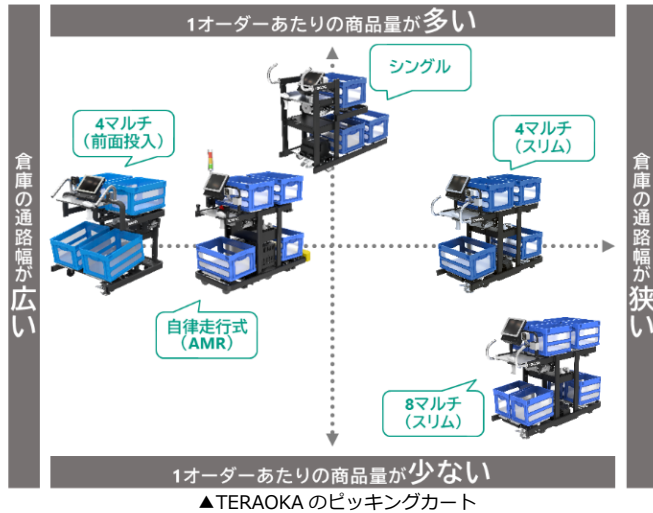 1オーダーあたりの商品量が多い
シングル
4マルチ
（前面投入）
4マルチ
（スリム）
倉庫の通路幅が広い
倉庫の通路幅が狭い
自律走行式
（AMR）
8マルチ
（スリム）
1オーダーあたりの商品量が少ない
▲TERAOKA のピッキングカート